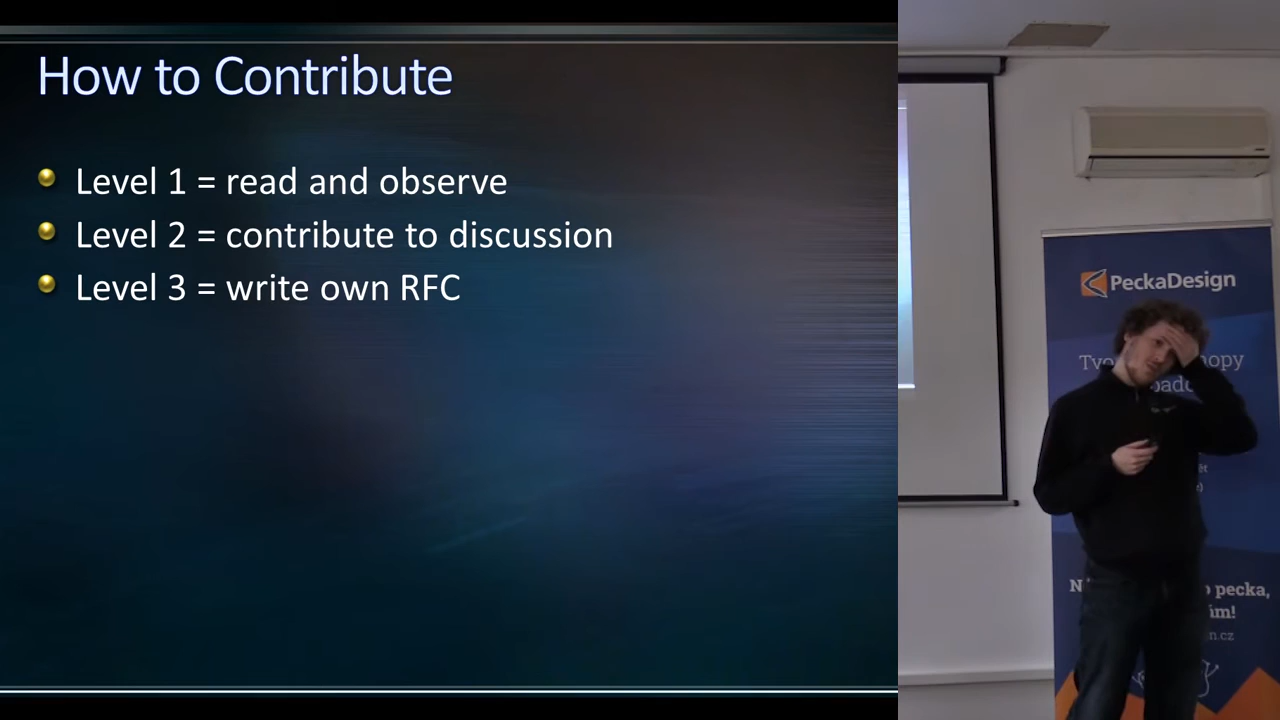 How to Contribute
Level 1 = read and observe
Level 2 = contribute to discussion
Level 3 = write own RFC
PeckaDesign
pecka,